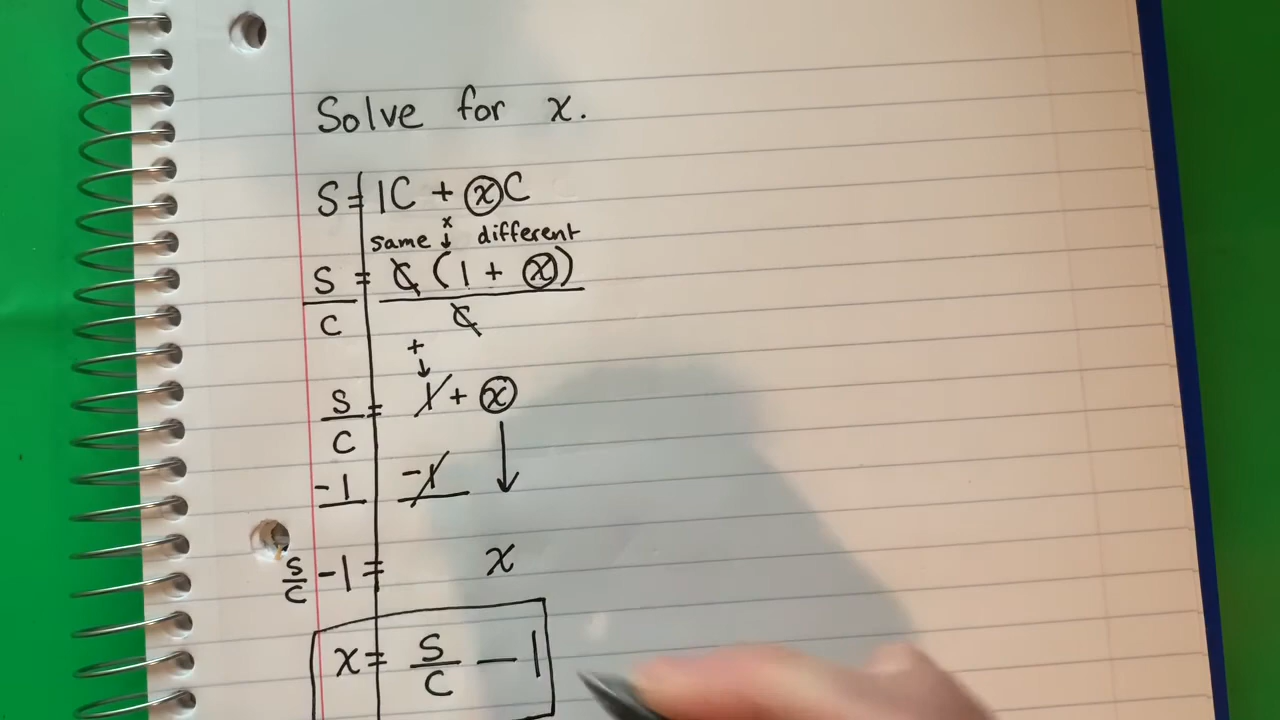 Solve for x.
S = 1C + xC
same x ↓ different
S/C = C(1 + x)/C
+
↓
S/C = 1 + x
-1 -1 ↓
S/C - 1 = x
x = S/C - 1